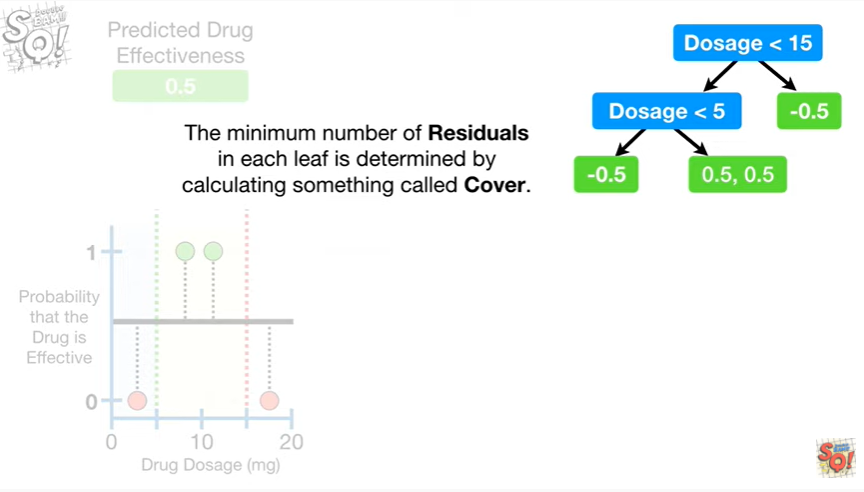 SQ!
Predicted Drug
Effectiveness
0.5
The minimum number of Residuals
in each leaf is determined by
calculating something called Cover.
Dosage < 15
Dosage < 5
-0.5
-0.5
0.5, 0.5
1
Probability
that the
Drug is
Effective
0
0
10
20
Drug Dosage (mg)
SQ!